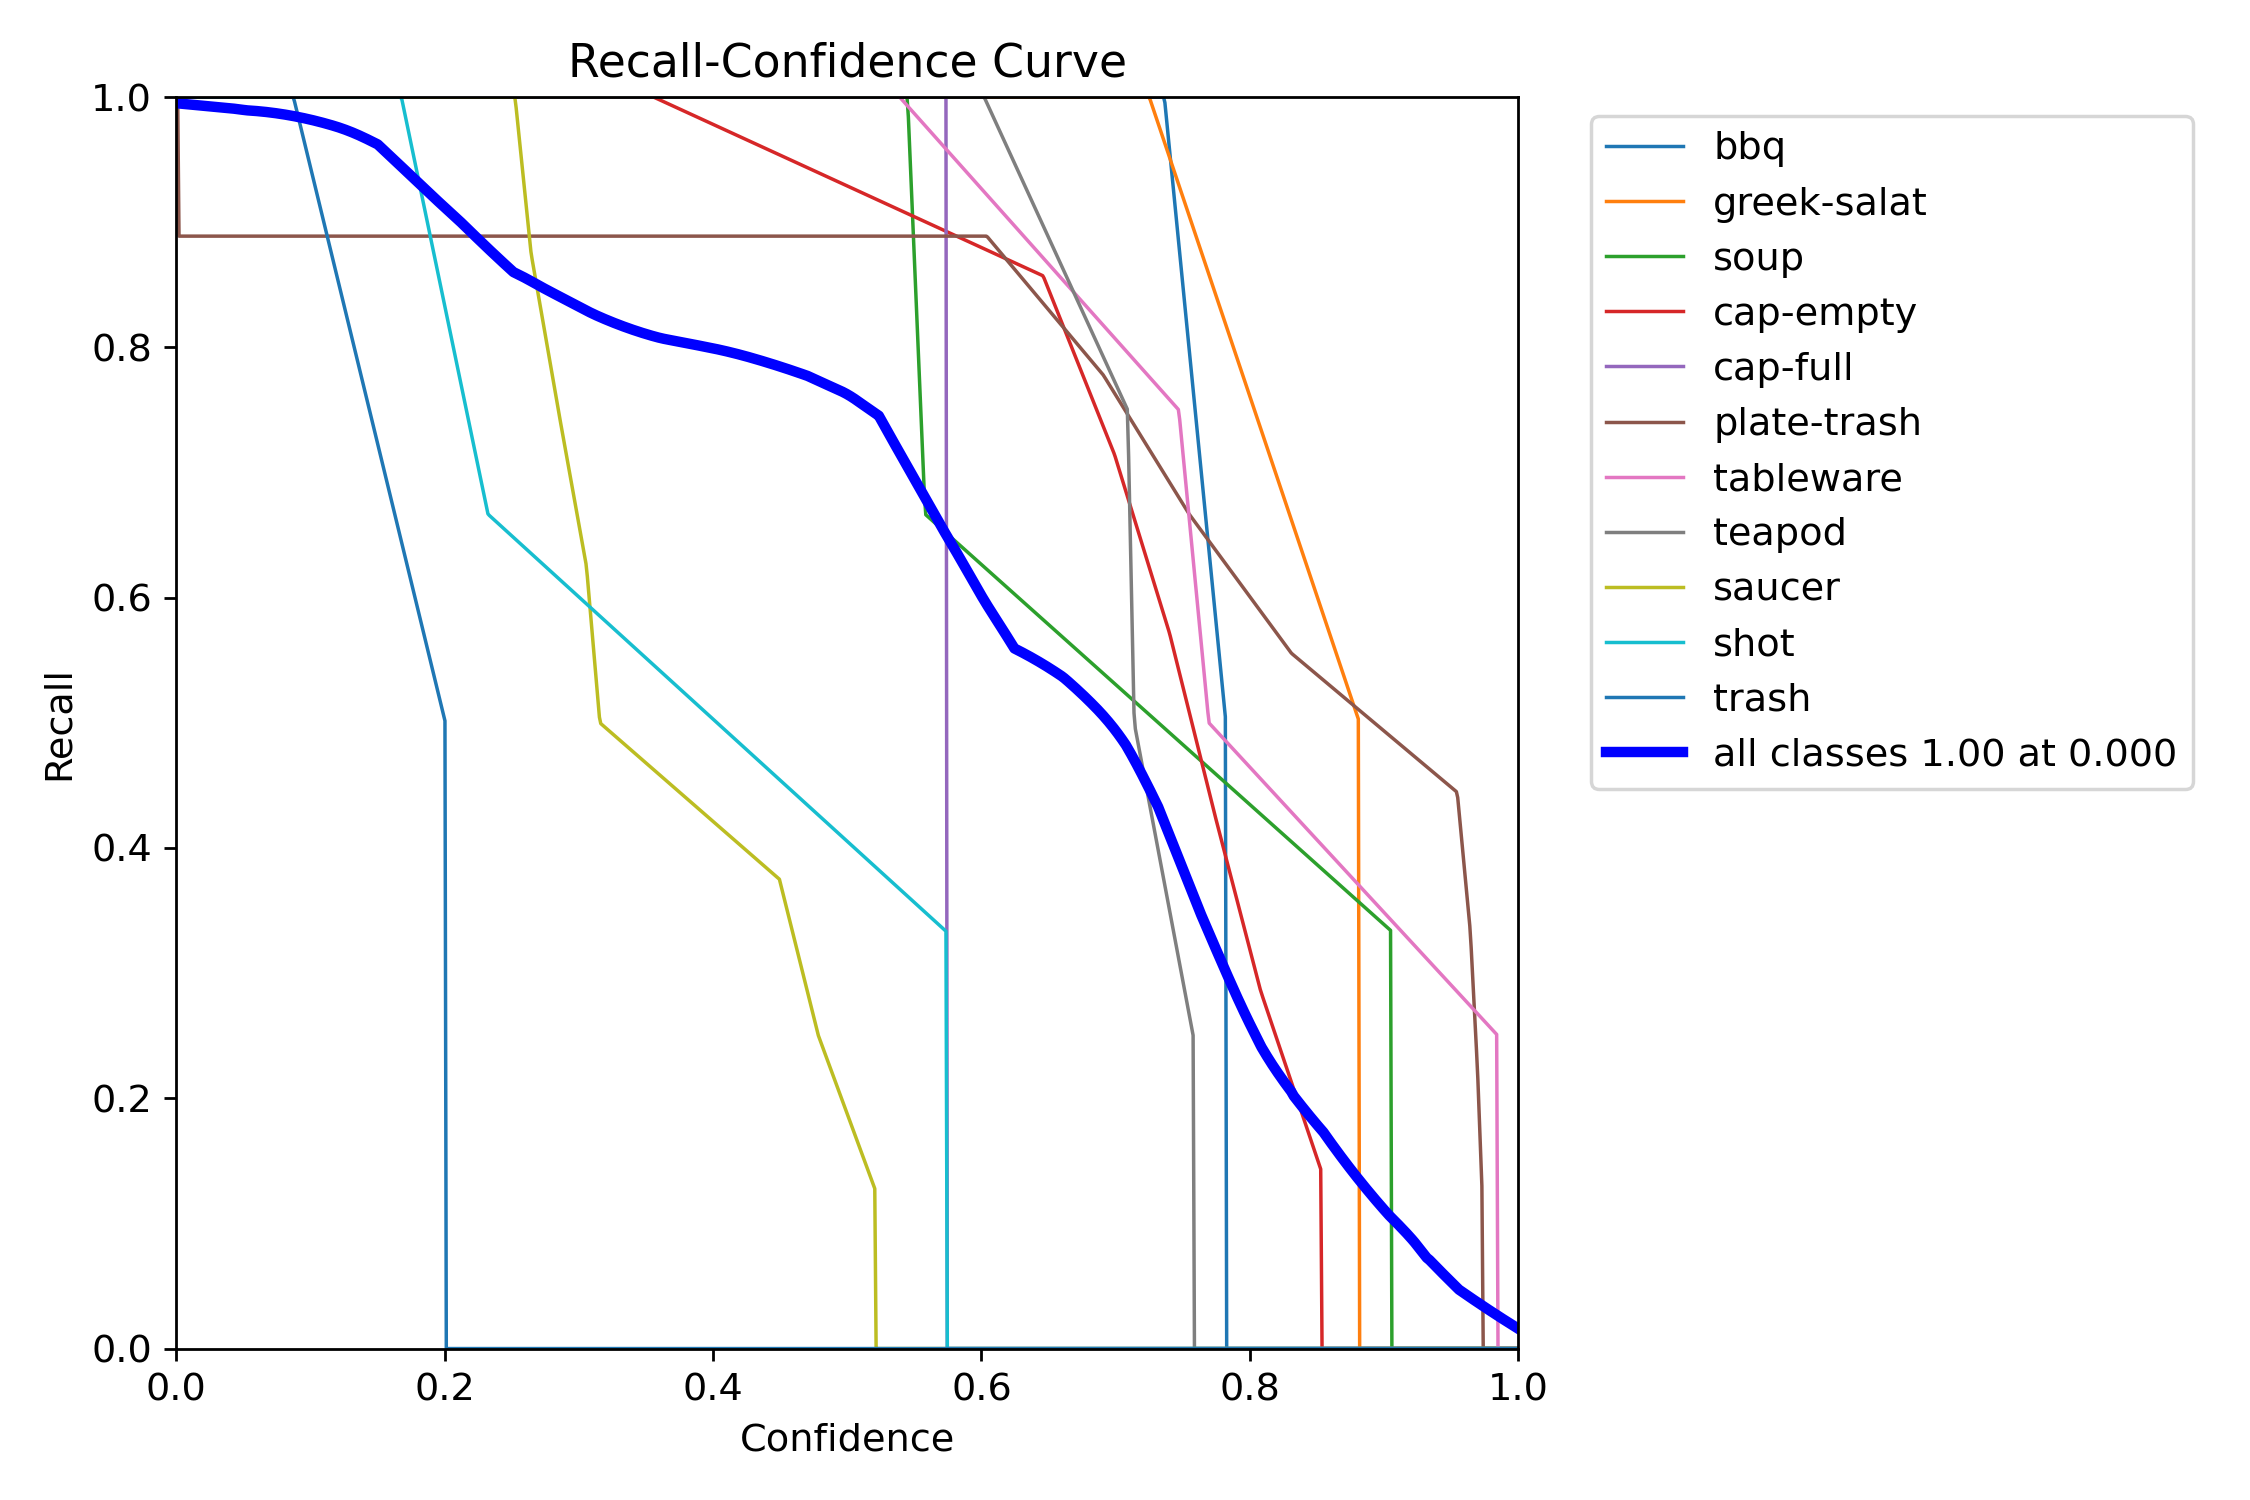 Recall-Confidence Curve
1.0
0.8
0.6
0.4
0.2
0.0
Recall
0.0 0.2 0.4 0.6 0.8 1.0
Confidence
bbq
greek-salat
soup
cap-empty
cap-full
plate-trash
tableware
teapod
saucer
shot
trash
all classes 1.00 at 0.000